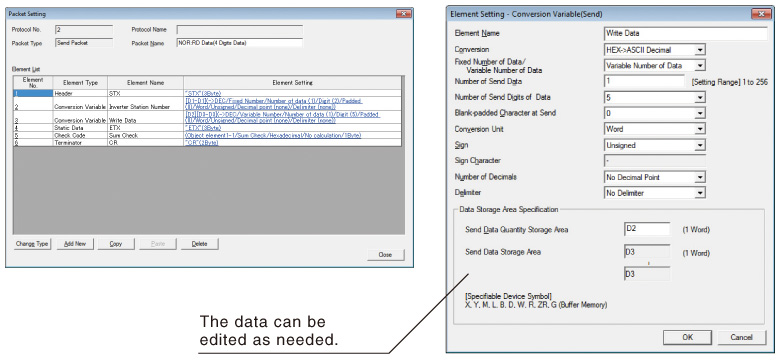 Packet Setting
Protocol No. 2 Protocol Name
Packet Type Send Packet Packet Name NOR:RD Data(4 Digits Data)
Element List
Element No. Element Type Element Name Element Setting
1 Header STX "STX"(3Byte)
2 Conversion Variable Inverter Station Number [D1-D1](->DEC/Fixed Number/Number of data (1)/Digit (2)/Padded (0)/Word/Unsigned/Decimal point (none)/Delimiter (none))
3 Conversion Variable Write Data [D2][D3-D3](->DEC/Variable Number/Number of data (1)/Digit (5)/Padded (0)/Word/Unsigned/Decimal point (none)/Delimiter (none))
4 Static Data ETX "ETX"(3Byte)
5 Check Code Sum Check (Object element1-1/Sum Check/Hexadecimal/No calculation/1Byte)
6 Terminator CR "CR"(2Byte)
Change Type Add New Copy Paste Delete
Close
Element Setting - Conversion Variable(Send)
Element Name Write Data
Conversion HEX->ASCII Decimal
Fixed Number of Data/
Variable Number of Data Variable Number of Data
Number of Send Data 1 [Setting Range] 1 to 256
Number of Send Digits of Data 5
Blank-padded Character at Send 0
Conversion Unit Word
Sign Unsigned
Sign Character -
Number of Decimals No Decimal Point
Delimiter No Delimiter
Data Storage Area Specification
Send Data Quantity Storage Area D2 (1 Word)
Send Data Storage Area D3 (1 Word)
D3
[Specifiable Device Symbol]
X, Y, M, L, B, D, W, R, ZR, G (Buffer Memory)
OK Cancel
The data can be
edited as needed.